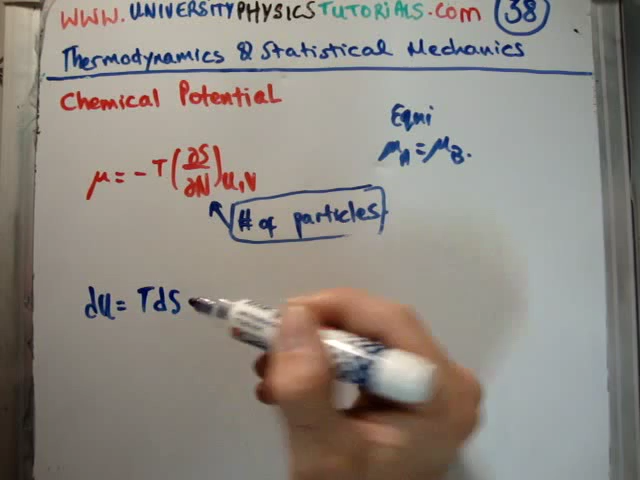 WWW.UNIVERSITYPHYSICSTUTORIALS.COM 38
Thermodynamics & Statistical Mechanics
Chemical Potential
Equi
μA = μB.
μ = -T(∂S/∂N)U,V
# of particles
dU = TdS